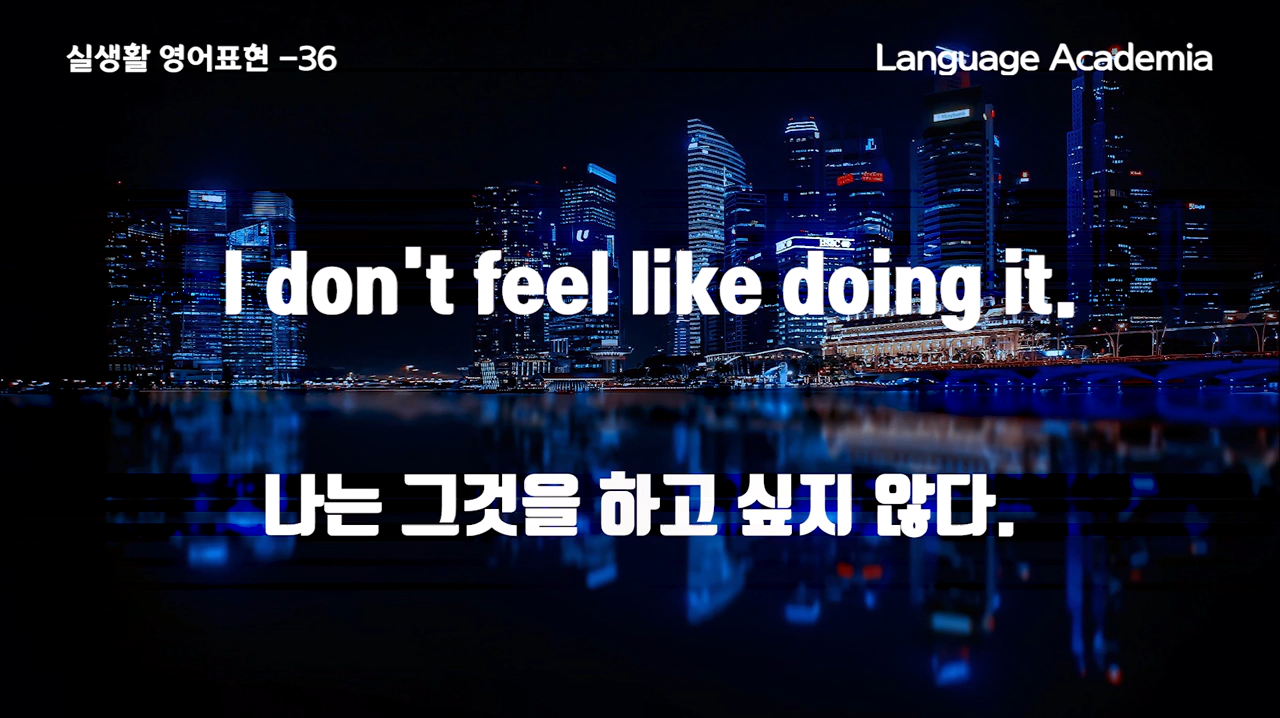 실생활 영어표현 –36
Language Academia
I don't feel like doing it.
나는 그것을 하고 싶지 않다.